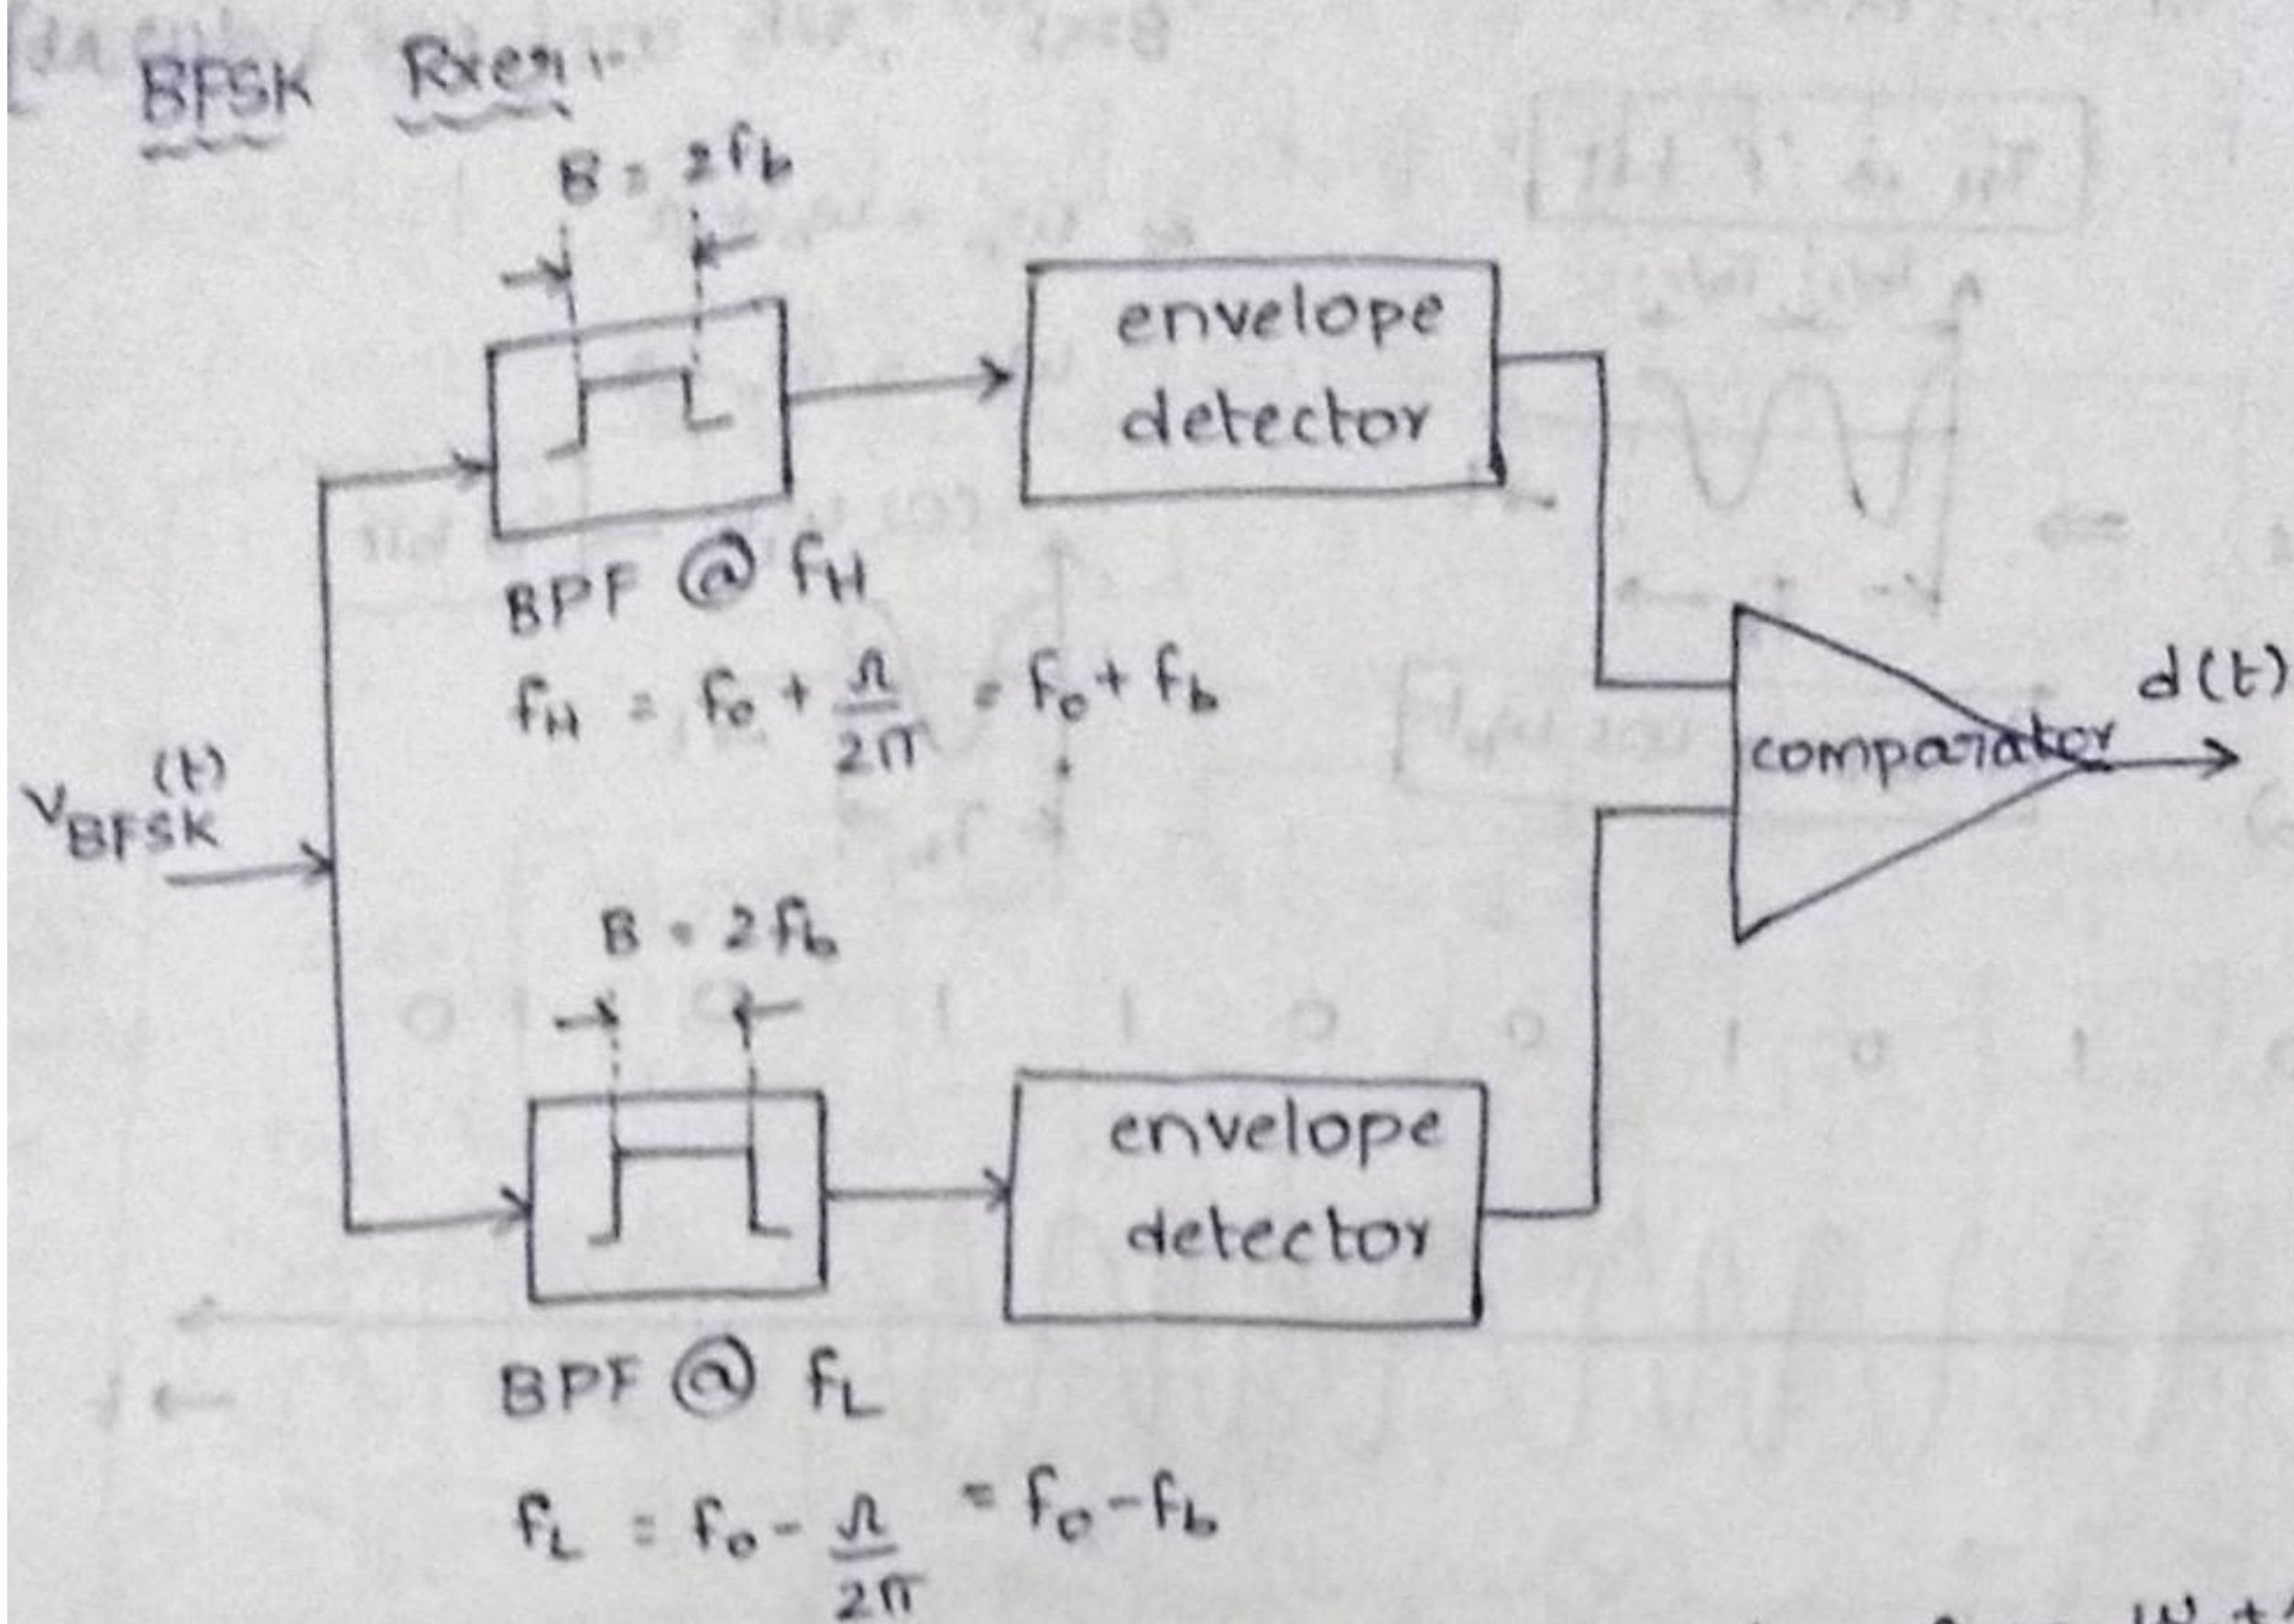 BFSK Rxer :-
B = 2fb
envelope
detector
BPF @ fH
fH = f0 + Ω/2π = f0 + fb
d(t)
comparator
VBFSK(t)
B = 2fb
envelope
detector
BPF @ fL
fL = f0 - Ω/2π = f0 - fb